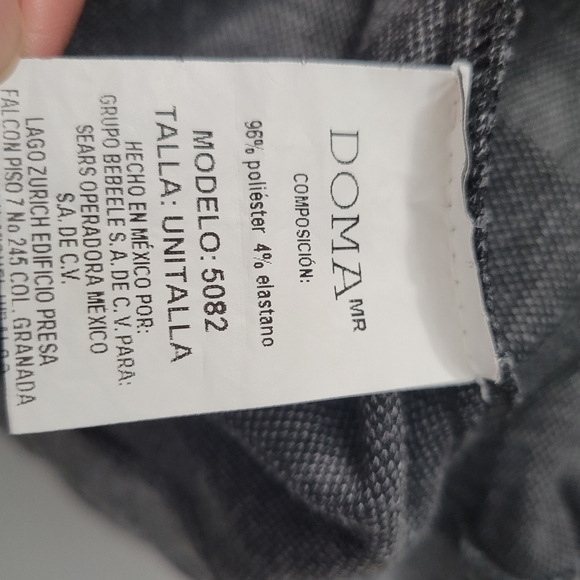 DOMA MR
COMPOSICIÓN:
96% poliéster 4% elastano
MODELO: 5082
TALLA: UNITALLA
HECHO EN MÉXICO POR:
GRUPO BEBEELE S.A. DE C.V. PARA:
SEARS OPERADORA MÉXICO
S.A. DE C.V.
LAGO ZURICH EDIFICIO PRESA
FALCON PISO 7 No 245 COL. GRANADA